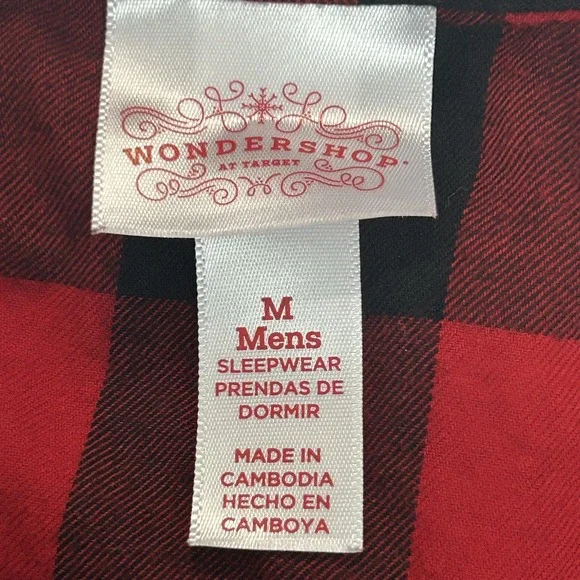 WONDERSHOP
AT TARGET
M
Mens
SLEEPWEAR
PRENDAS DE
DORMIR
MADE IN
CAMBODIA
HECHO EN
CAMBOYA